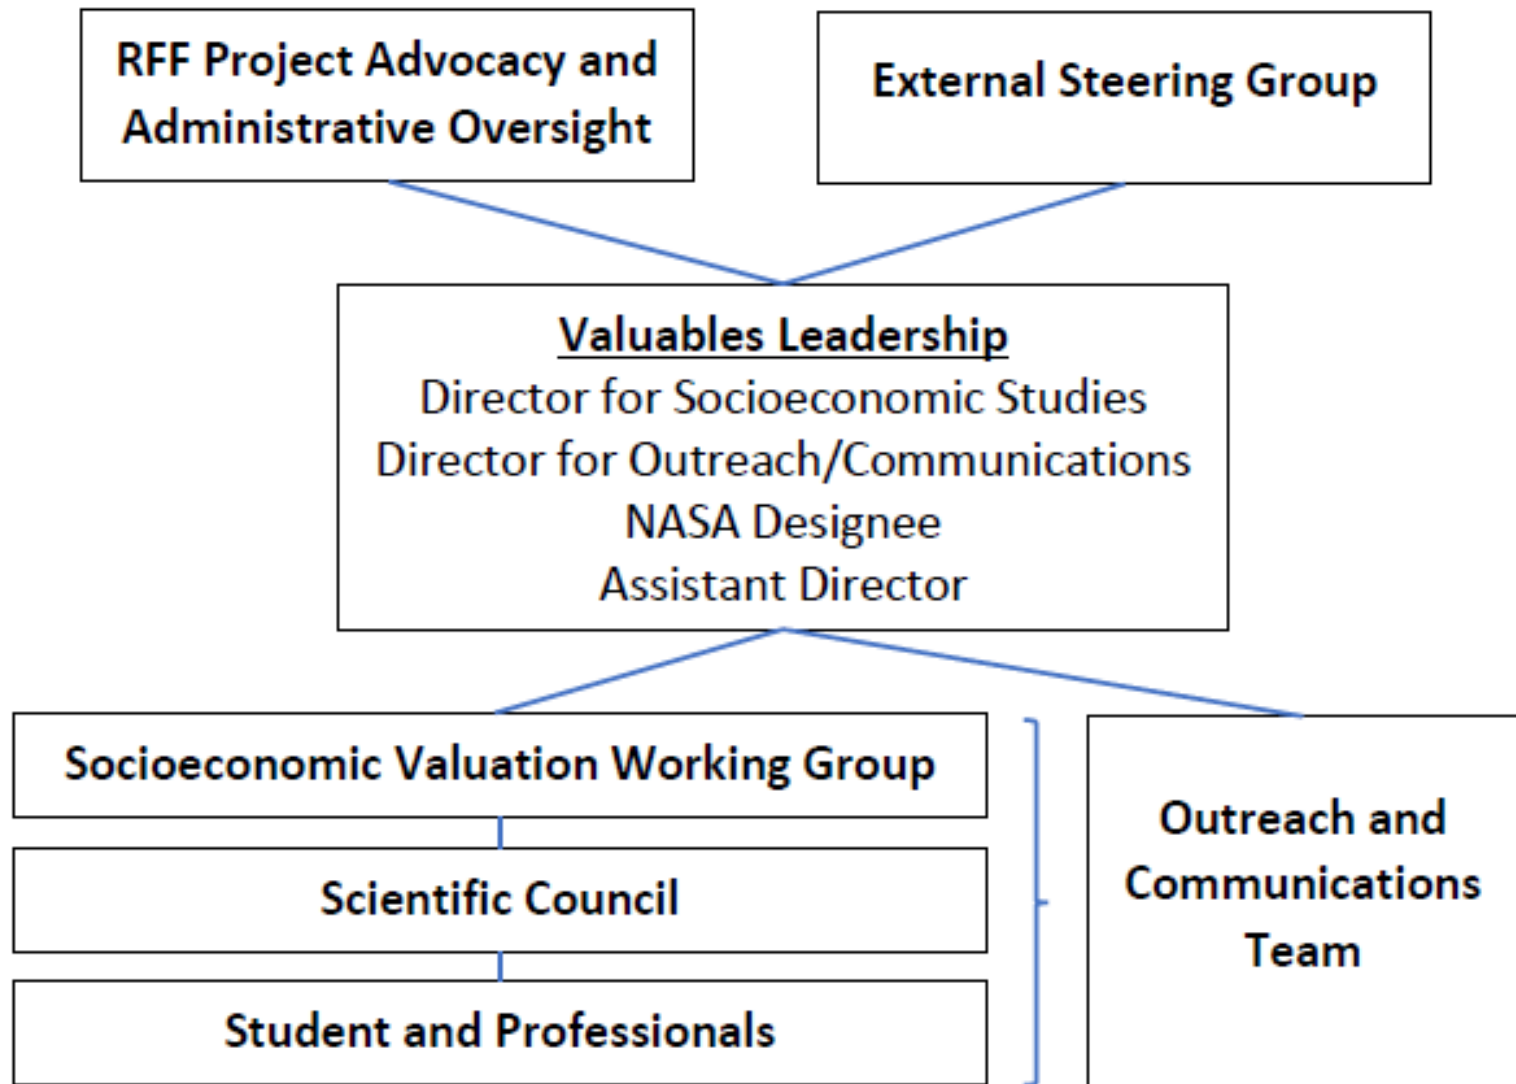 RFF Project Advocacy and
Administrative Oversight
External Steering Group
Valuables Leadership
Director for Socioeconomic Studies
Director for Outreach/Communications
NASA Designee
Assistant Director
Socioeconomic Valuation Working Group
Scientific Council
Student and Professionals
Outreach and
Communications
Team